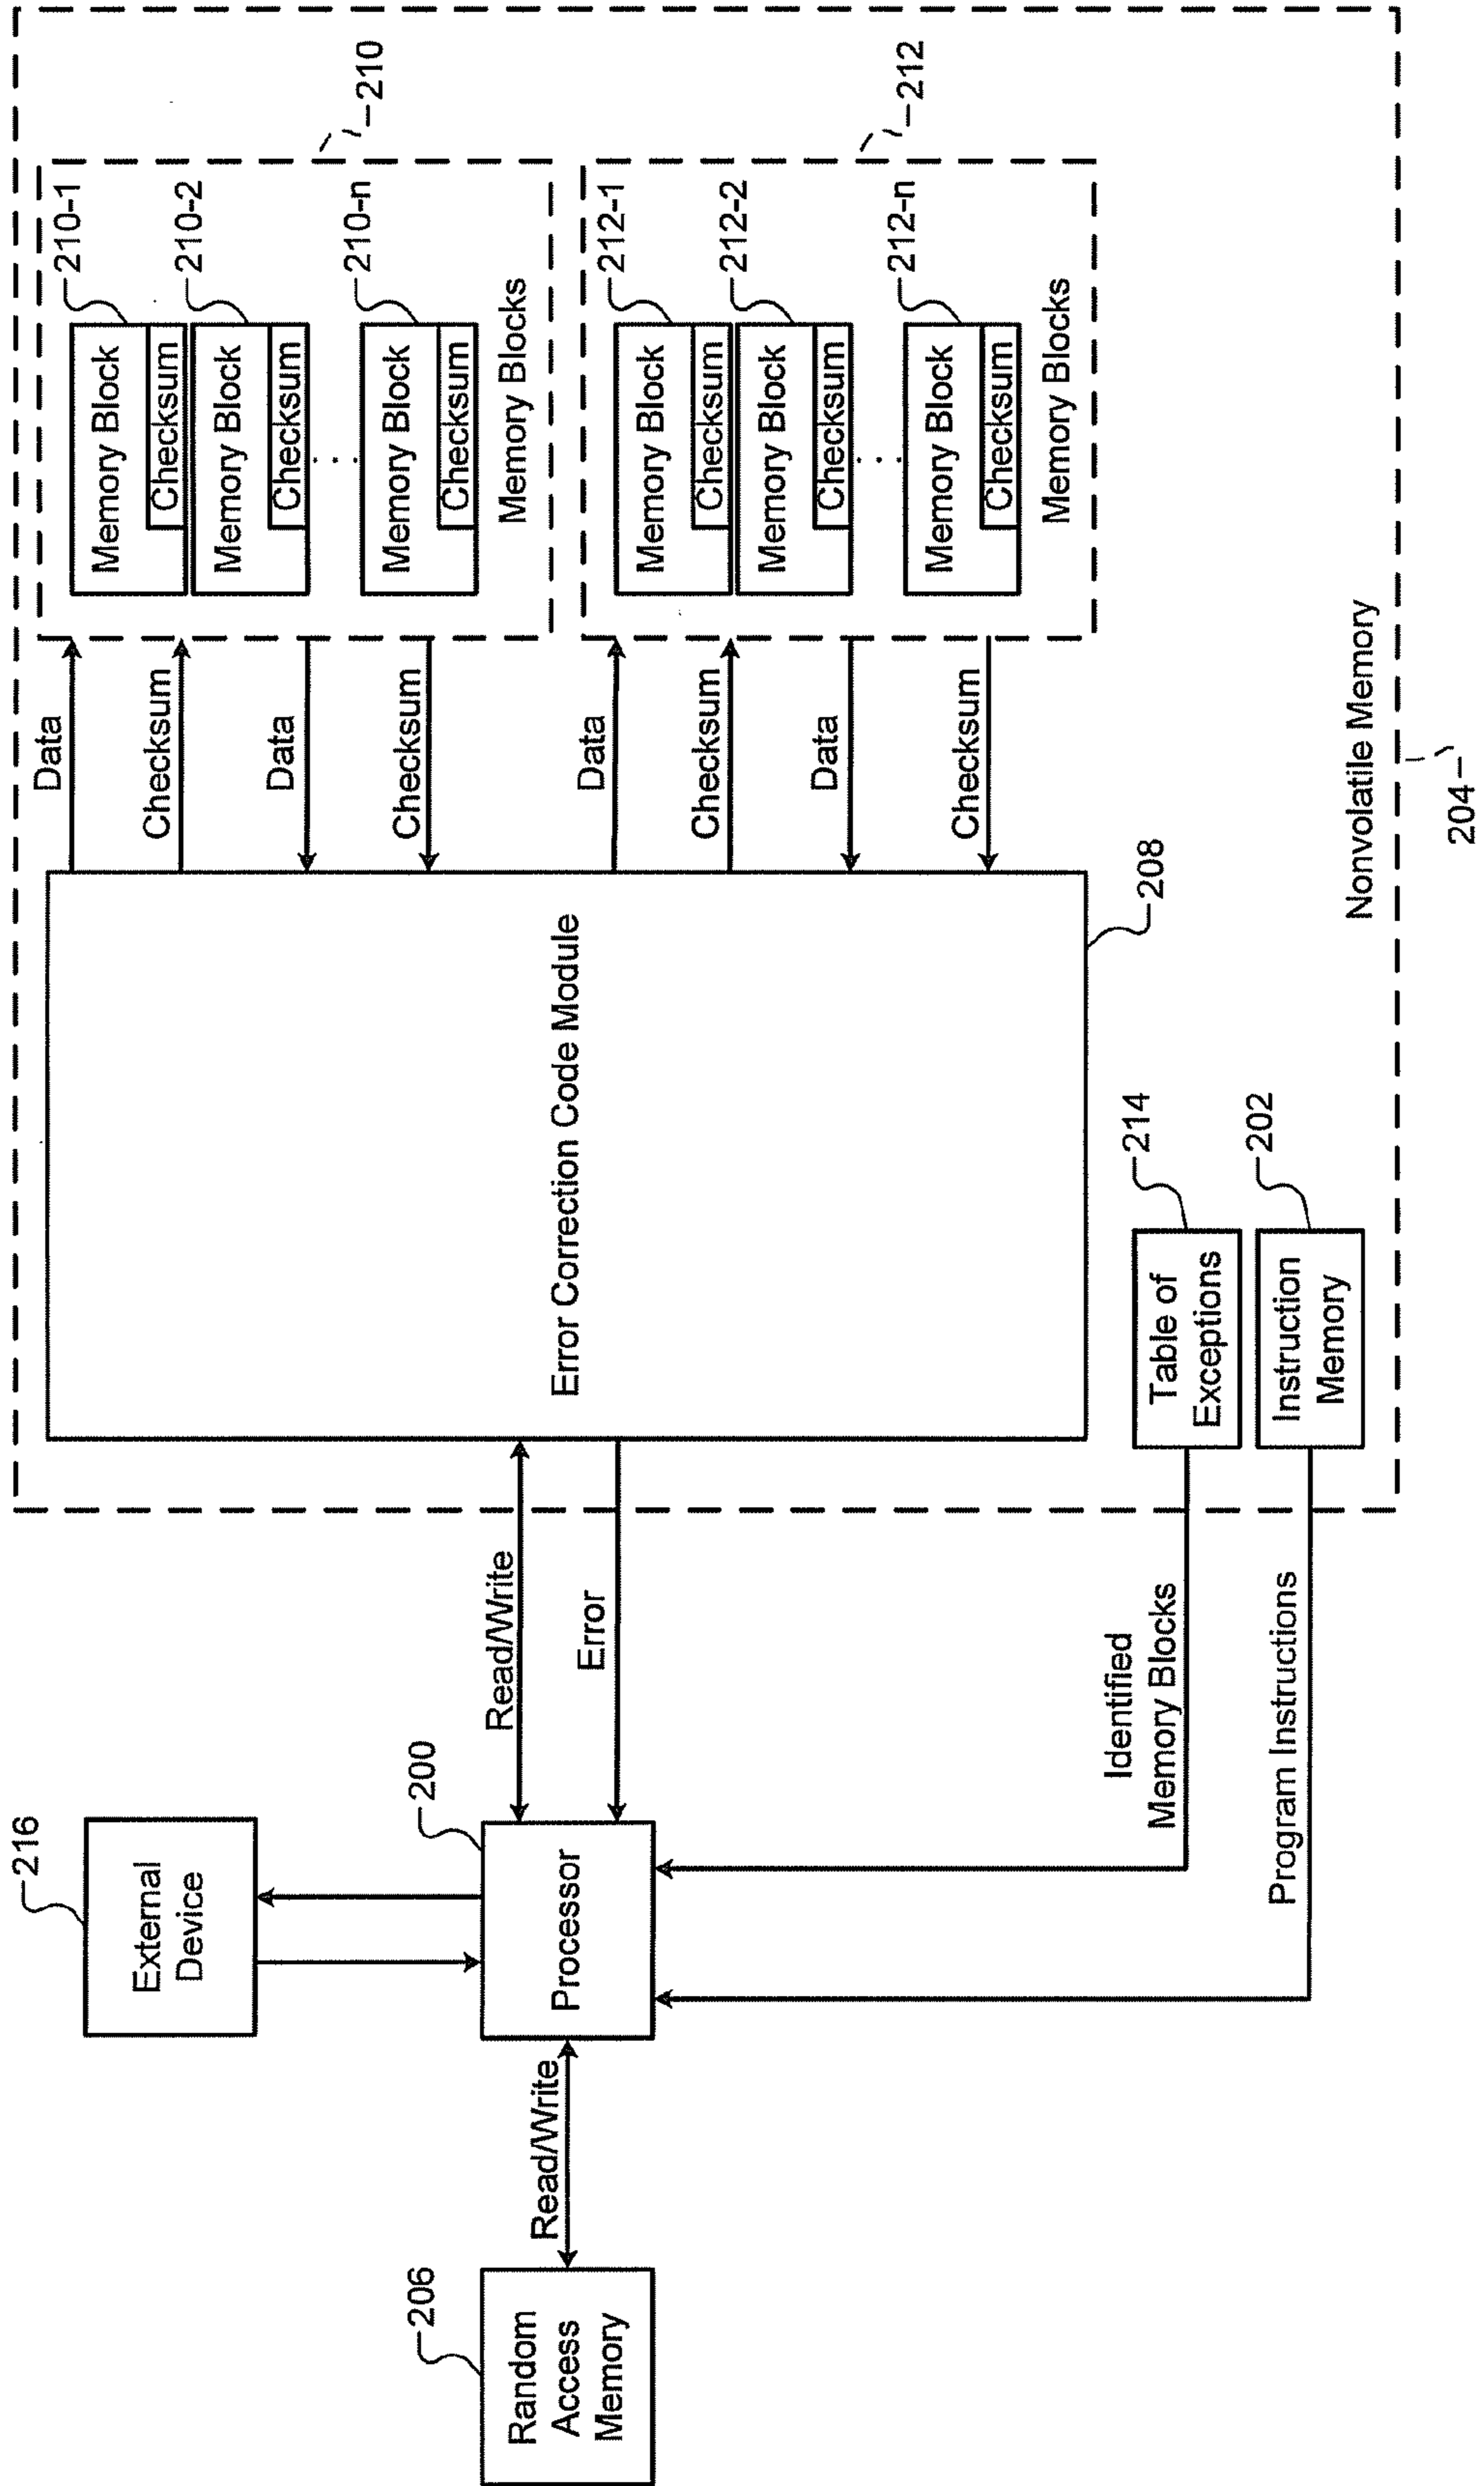 216
External
Device
206
Random
Access
Memory
Read/Write
200
Processor
Read/Write
Error
Identified
Memory Blocks
Program Instructions
Error Correction Code Module
208
214
Table of
Exceptions
202
Instruction
Memory
Data
Checksum
Data
Checksum
Data
Checksum
Data
Checksum
210
210-1
Memory Block
Checksum
210-2
Memory Block
Checksum
. . .
210-n
Memory Block
Checksum
Memory Blocks
212
212-1
Memory Block
Checksum
212-2
Memory Block
Checksum
. . .
212-n
Memory Block
Checksum
Memory Blocks
Nonvolatile Memory
204